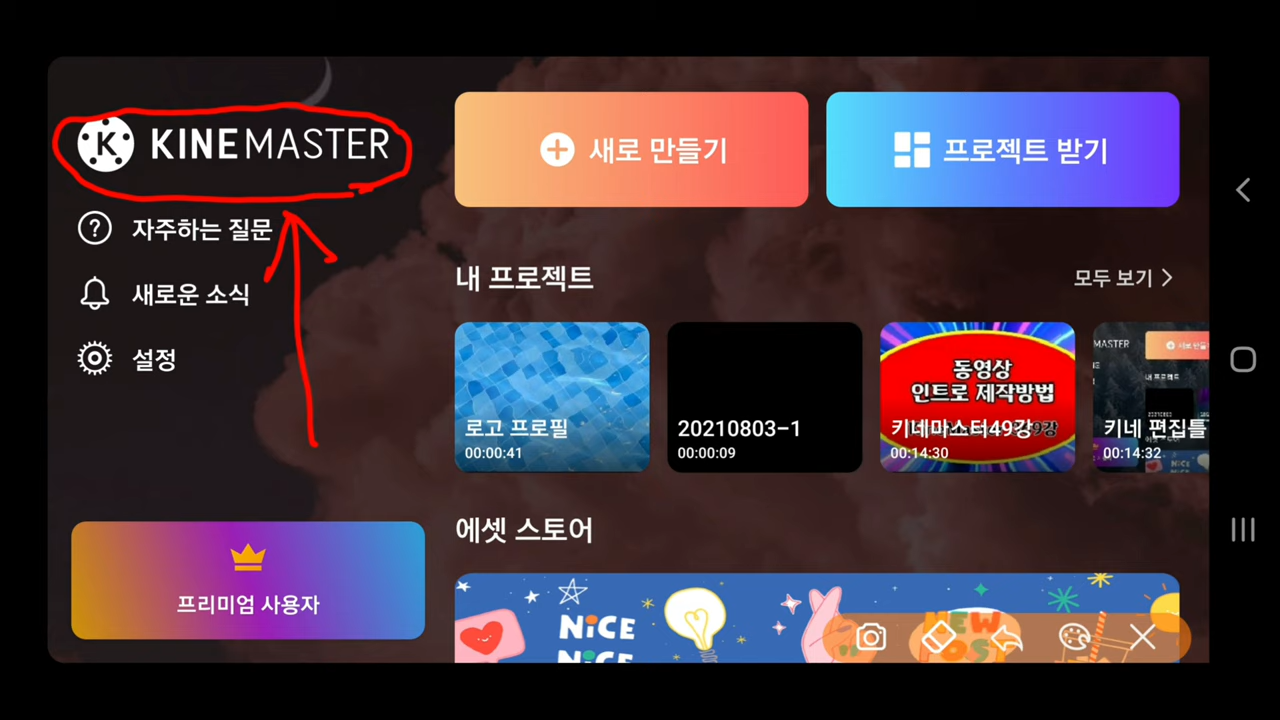 KINEMASTER
자주하는 질문
새로운 소식
설정
프리미엄 사용자
새로 만들기
프로젝트 받기
내 프로젝트
모두 보기
로고 프로필
00:00:41
20210803-1
00:00:09
동영상
인트로 제작방법
키네마스터49강
00:14:30
MASTER
키네 편집틀
00:14:32
에셋 스토어
NiCE
NiCE
NEW
POST